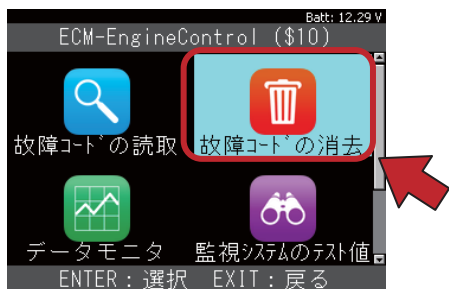 Batt: 12.29 V
ECM-EngineControl ($10)
故障ｺｰﾄﾞの読取 故障ｺｰﾄﾞの消去
データモニタ 監視ｼｽﾃﾑのﾃｽﾄ値
ENTER : 選択 EXIT : 戻る